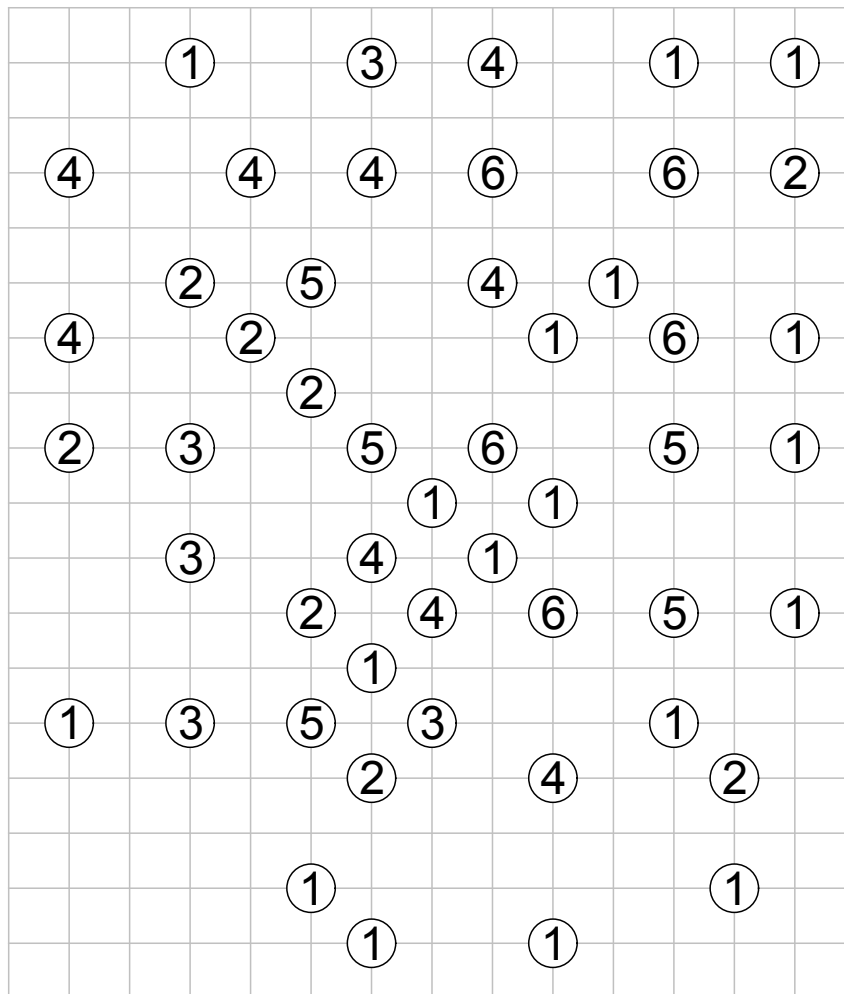 1 3 4 1 1
4 4 4 6 6 2
2 5 4 1
4 2 1 6 1
2
2 3 5 6 5 1
1 1
3 4 1
2 4 6 5 1
1
1 3 5 3 1
2 4 2
1 1
1 1